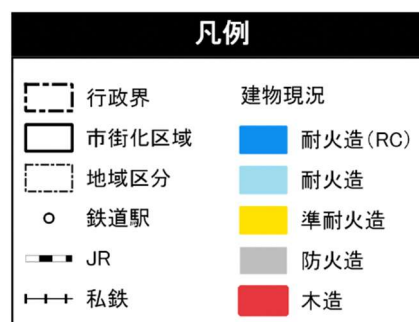 凡例
行政界
市街化区域
地域区分
鉄道駅
JR
私鉄
建物現況
耐火造(RC)
耐火造
準耐火造
防火造
木造